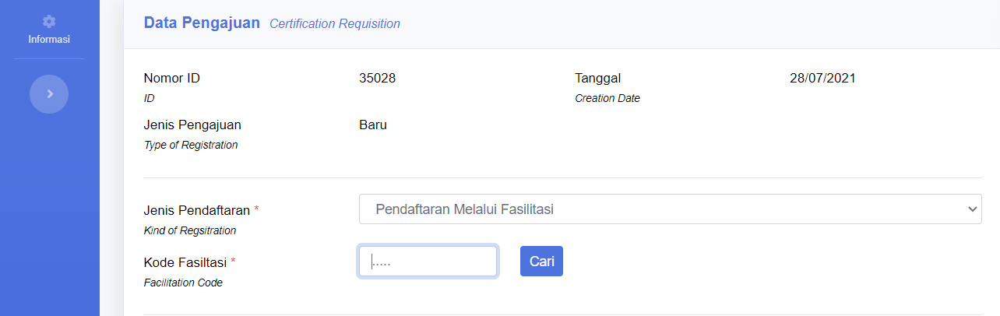 Informasi
Data Pengajuan Certification Requisition
Nomor ID 35028 Tanggal 28/07/2021
ID Creation Date
Jenis Pengajuan Baru
Type of Registration
Jenis Pendaftaran * Pendaftaran Melalui Fasilitasi
Kind of Regsitration
Kode Fasiltasi * ..... Cari
Facilitation Code